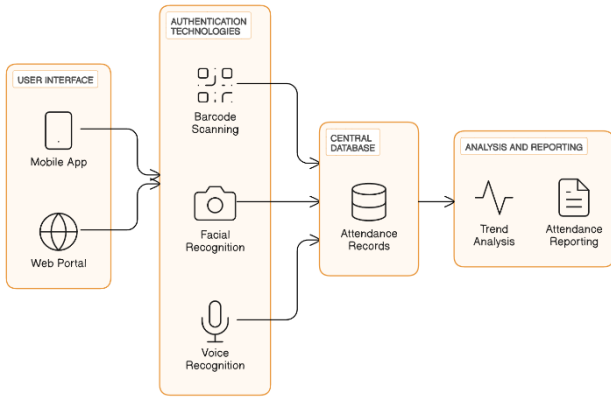 USER INTERFACE
Mobile App
Web Portal
AUTHENTICATION
TECHNOLOGIES
Barcode
Scanning
Facial
Recognition
Voice
Recognition
CENTRAL
DATABASE
Attendance
Records
ANALYSIS AND REPORTING
Trend
Analysis
Attendance
Reporting